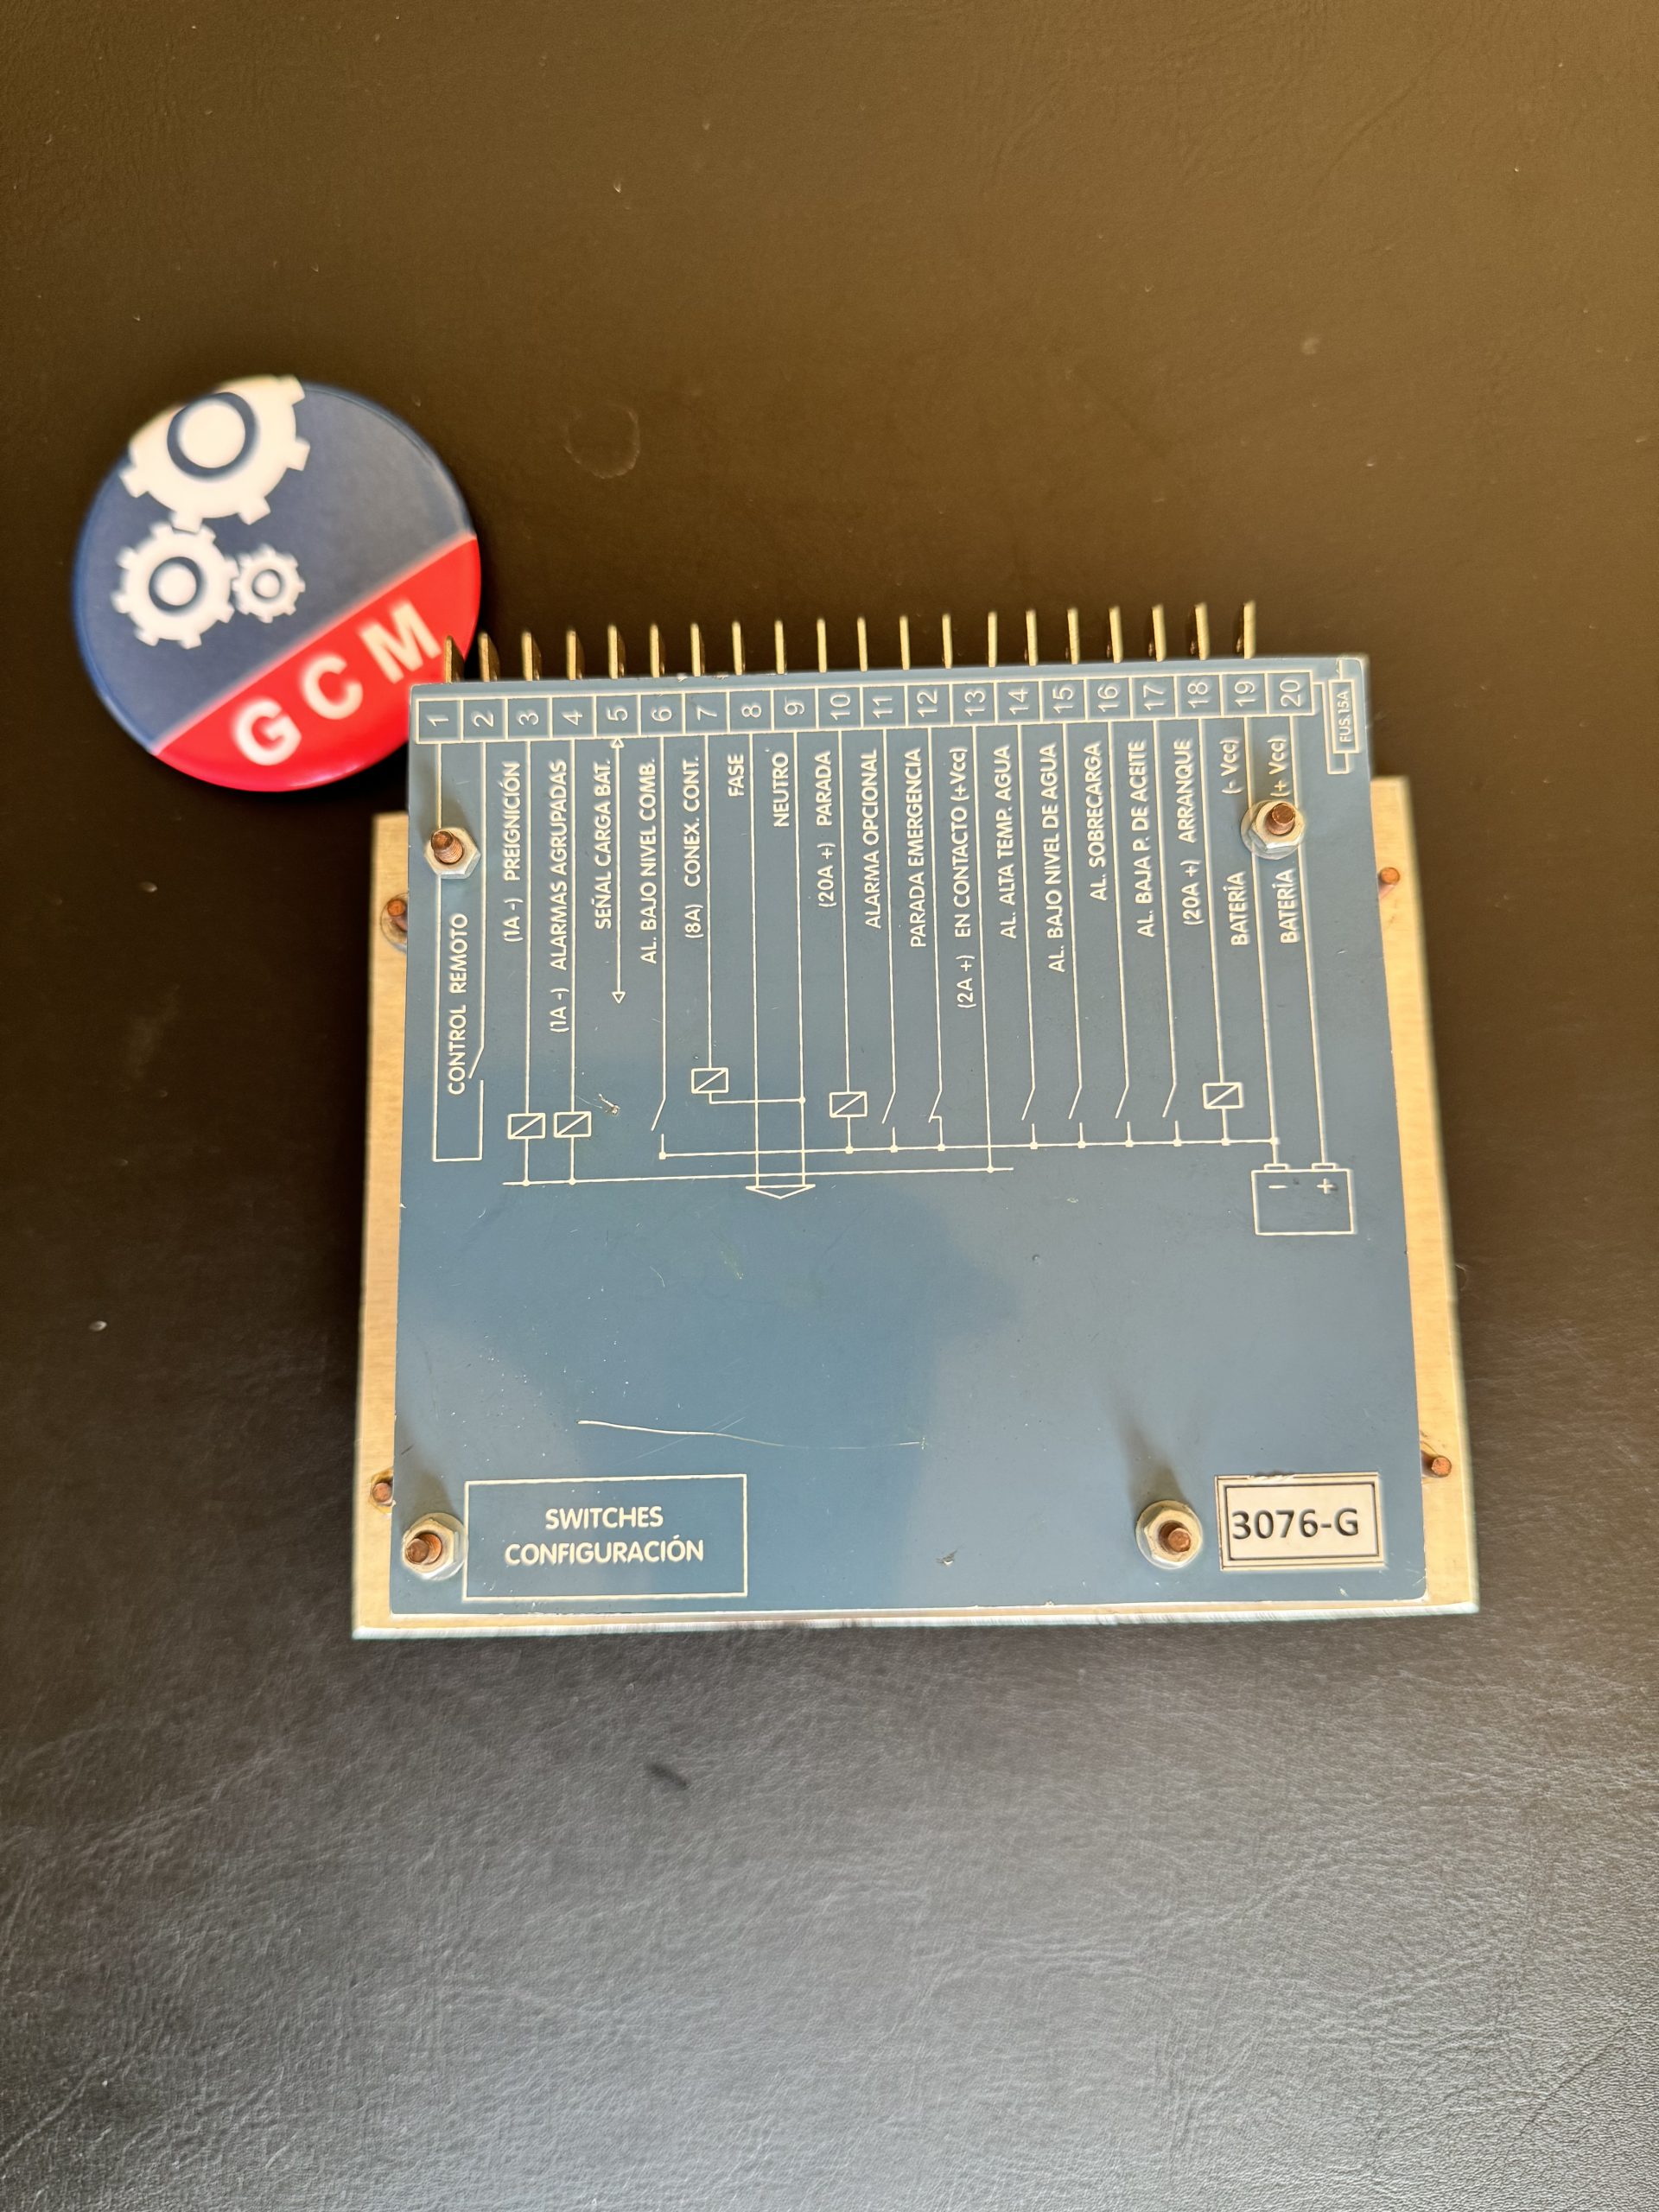 GCM
1
2
3
4
5
6
7
8
9
10
11
12
13
14
15
16
17
18
19
20
FUS.15A
CONTROL REMOTO
(1A -) PREIGNICIÓN
(1A -) ALARMAS AGRUPADAS
SEÑAL CARGA BAT.
AL. BAJO NIVEL COMB.
(8A) CONEX. CONT.
FASE
NEUTRO
(20A +) PARADA
ALARMA OPCIONAL
PARADA EMERGENCIA
(2A +) EN CONTACTO (+Vcc)
AL. ALTA TEMP. AGUA
AL. BAJO NIVEL DE AGUA
AL. SOBRECARGA
AL. BAJA P. DE ACEITE
(20A +) ARRANQUE
BATERÍA (- Vcc)
BATERÍA (+ Vcc)
- +
SWITCHES
CONFIGURACIÓN
3076-G